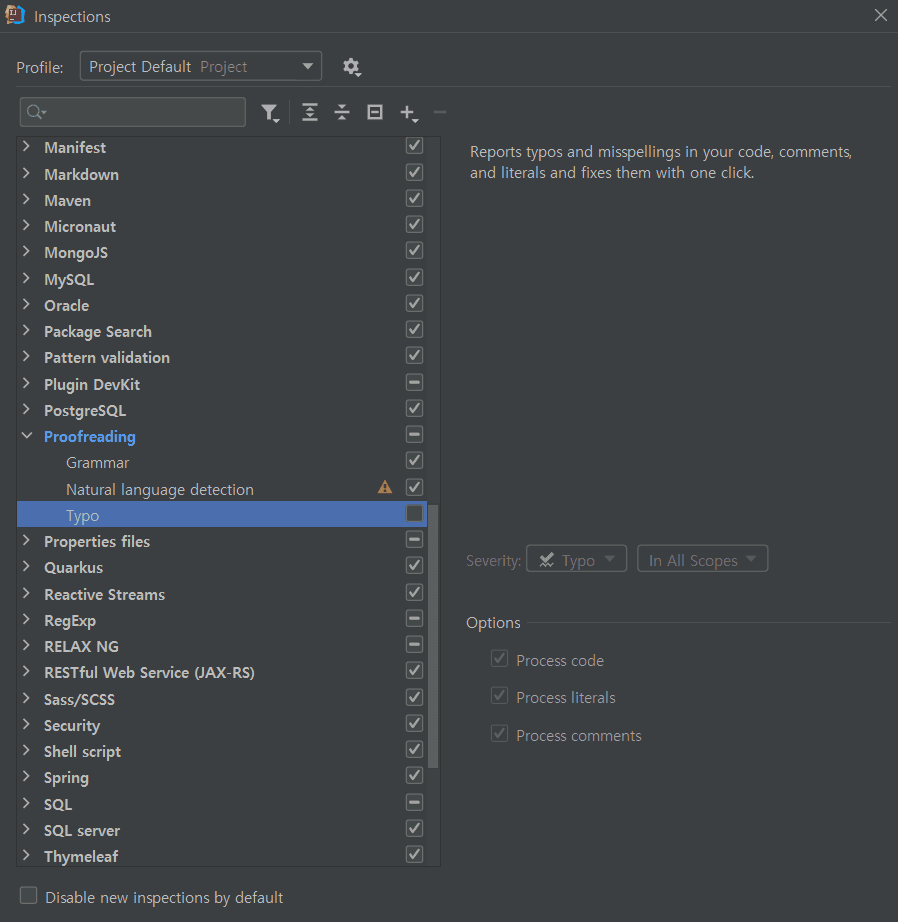 Inspections
Profile: Project Default Project
Manifest
Markdown
Maven
Micronaut
MongoJS
MySQL
Oracle
Package Search
Pattern validation
Plugin DevKit
PostgreSQL
Proofreading
Grammar
Natural language detection
Typo
Properties files
Quarkus
Reactive Streams
RegExp
RELAX NG
RESTful Web Service (JAX-RS)
Sass/SCSS
Security
Shell script
Spring
SQL
SQL server
Thymeleaf
Reports typos and misspellings in your code, comments,
and literals and fixes them with one click.
Severity: Typo In All Scopes
Options
Process code
Process literals
Process comments
Disable new inspections by default